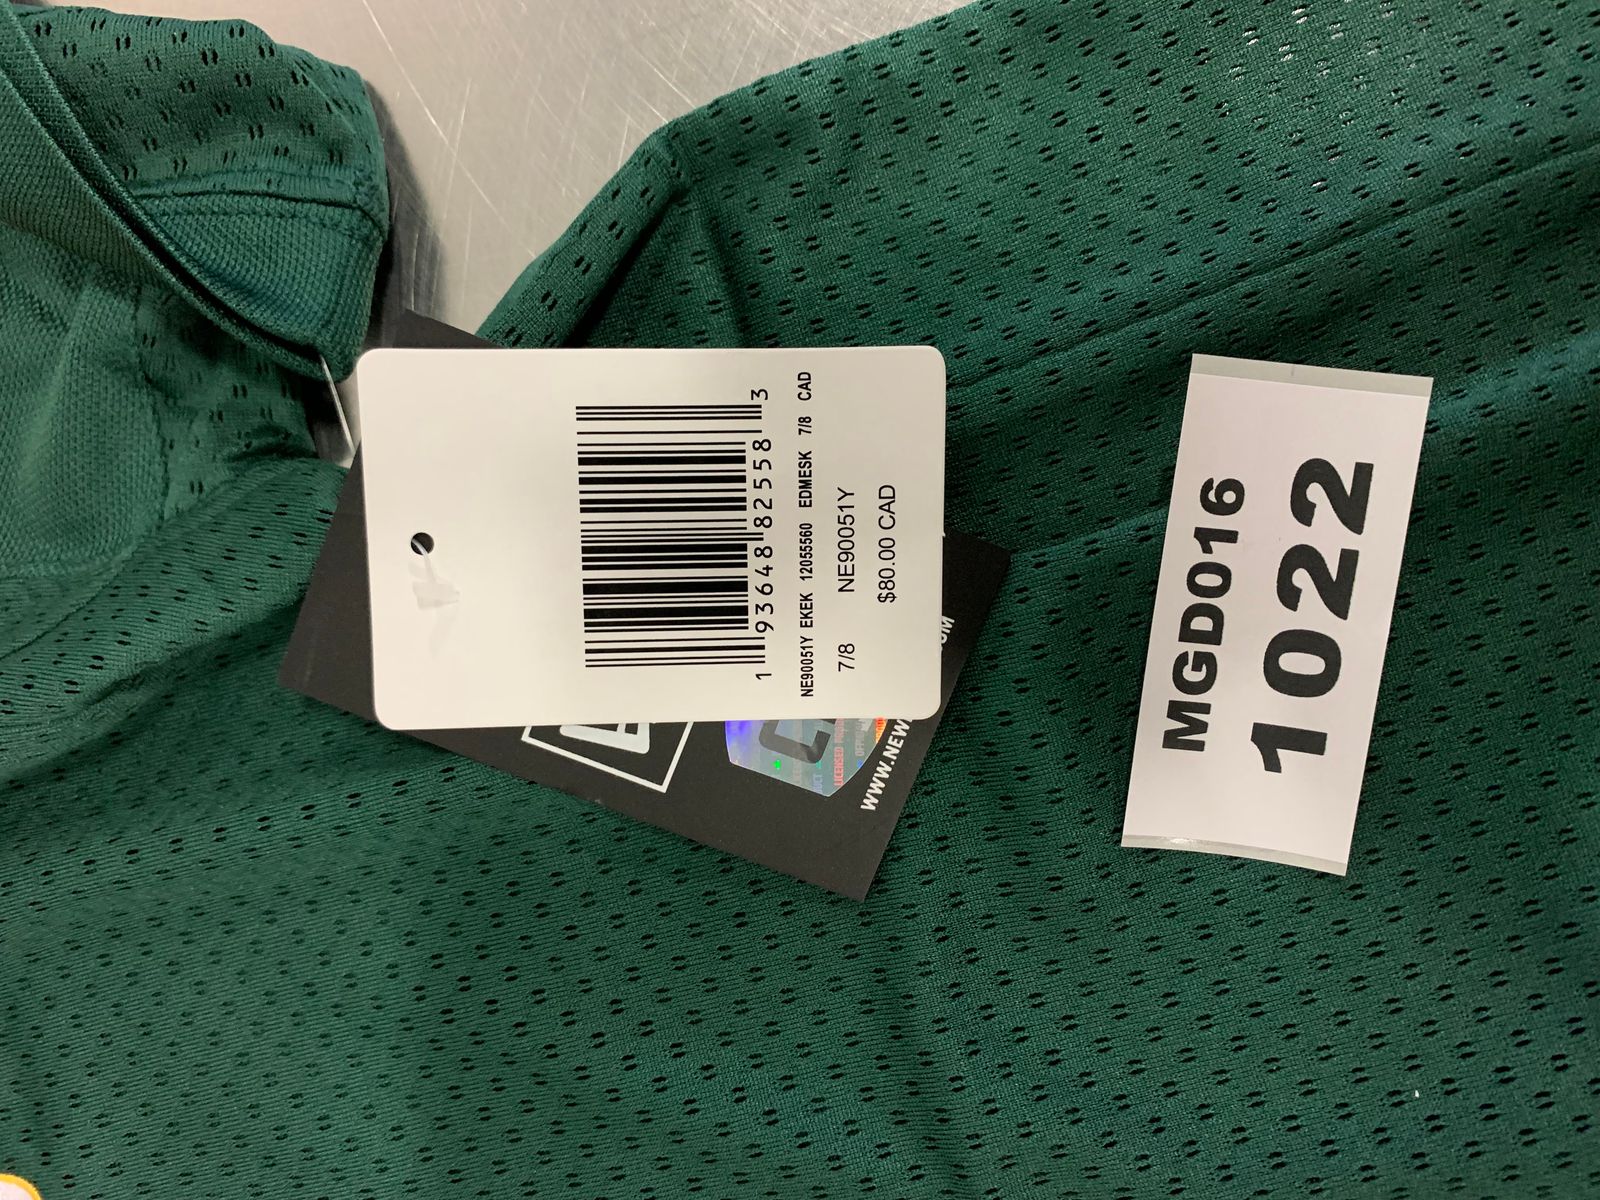 1 93648 82558 3
NE90051Y EKEK 12055560 EDMESK 7/8 CAD
7/8 NE90051Y
$80.00 CAD
LICENSED
WWW.NEW
MGD016
1022